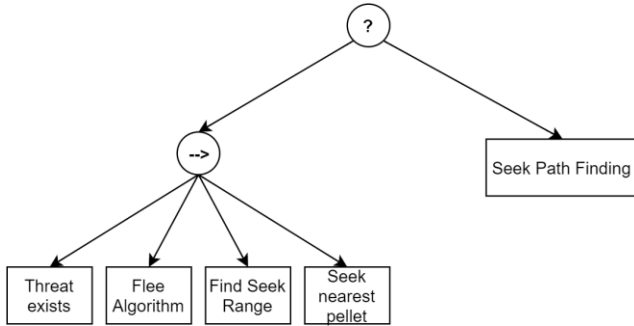 ?
-->
Seek Path Finding
Threat
exists
Flee
Algorithm
Find Seek
Range
Seek
nearest
pellet